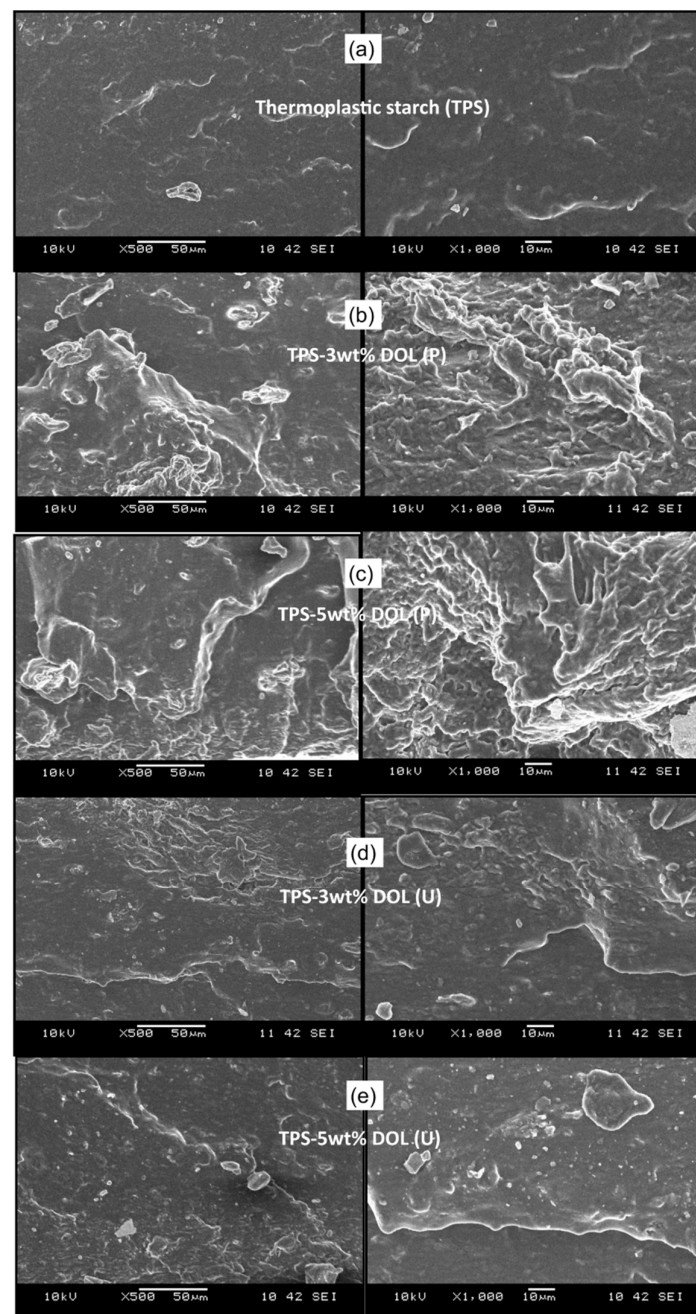 (a)
Thermoplastic starch (TPS)
10kV X500 50µm 10 42 SEI
10kV X1,000 10µm 10 42 SEI
(b)
TPS-3wt% DOL (P)
10kV X500 50µm 10 42 SEI
10kV X1,000 10µm 11 42 SEI
(c)
TPS-5wt% DOL (P)
10kV X500 50µm 10 42 SEI
10kV X1,000 10µm 11 42 SEI
(d)
TPS-3wt% DOL (U)
10kV X500 50µm 11 42 SEI
10kV X1,000 10µm 11 42 SEI
(e)
TPS-5wt% DOL (U)
10kV X500 50µm 10 42 SEI
10kV X1,000 10µm 10 42 SEI